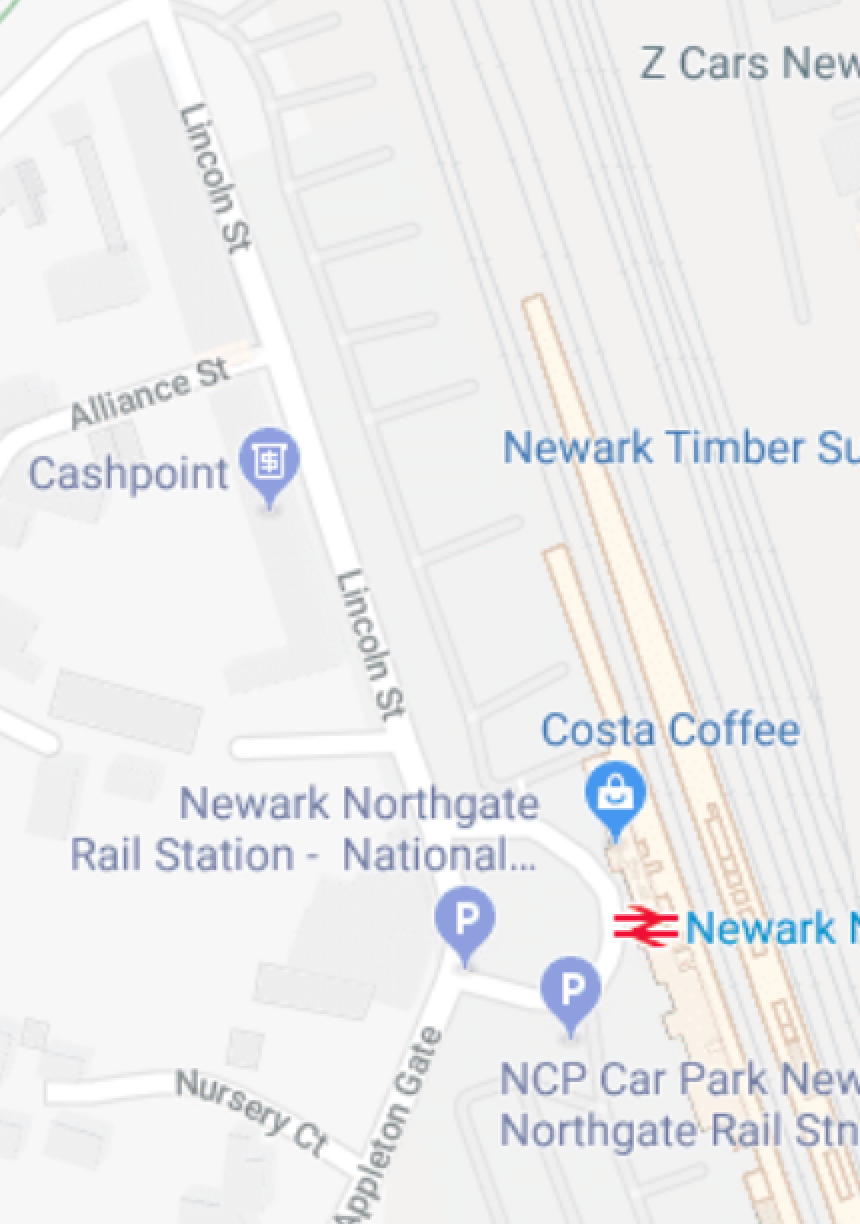 Z Cars New
Lincoln St
Alliance St
Newark Timber Su
Cashpoint
Lincoln St
Costa Coffee
Newark Northgate
Rail Station - National...
P
Newark N
P
NCP Car Park New
Northgate Rail Stn
Appleton Gate
Nursery Ct